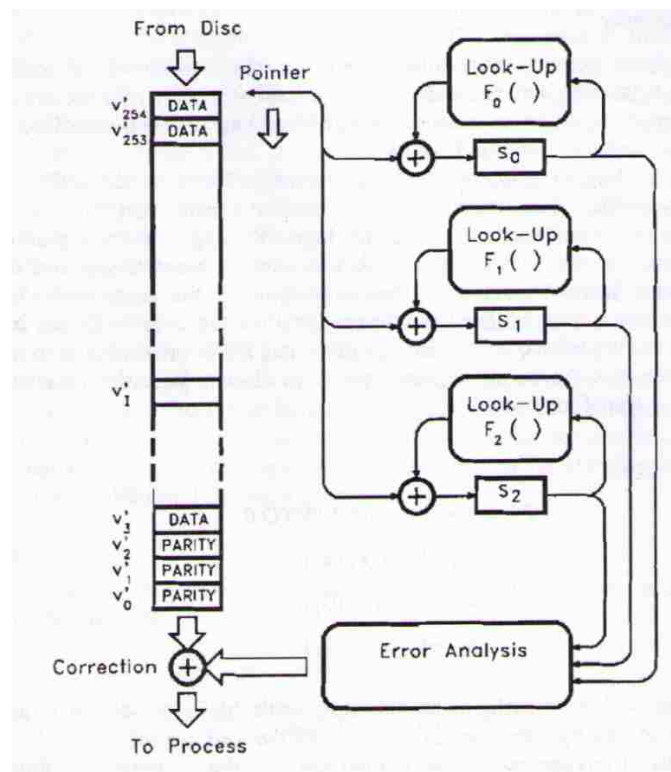 From Disc
Pointer
v'254 DATA
v'253 DATA
v'I
v'3 DATA
v'2 PARITY
v'1 PARITY
v'0 PARITY
Correction
+
To Process
Look-Up
F0( )
+
S0
Look-Up
F1( )
+
S1
Look-Up
F2( )
+
S2
Error Analysis